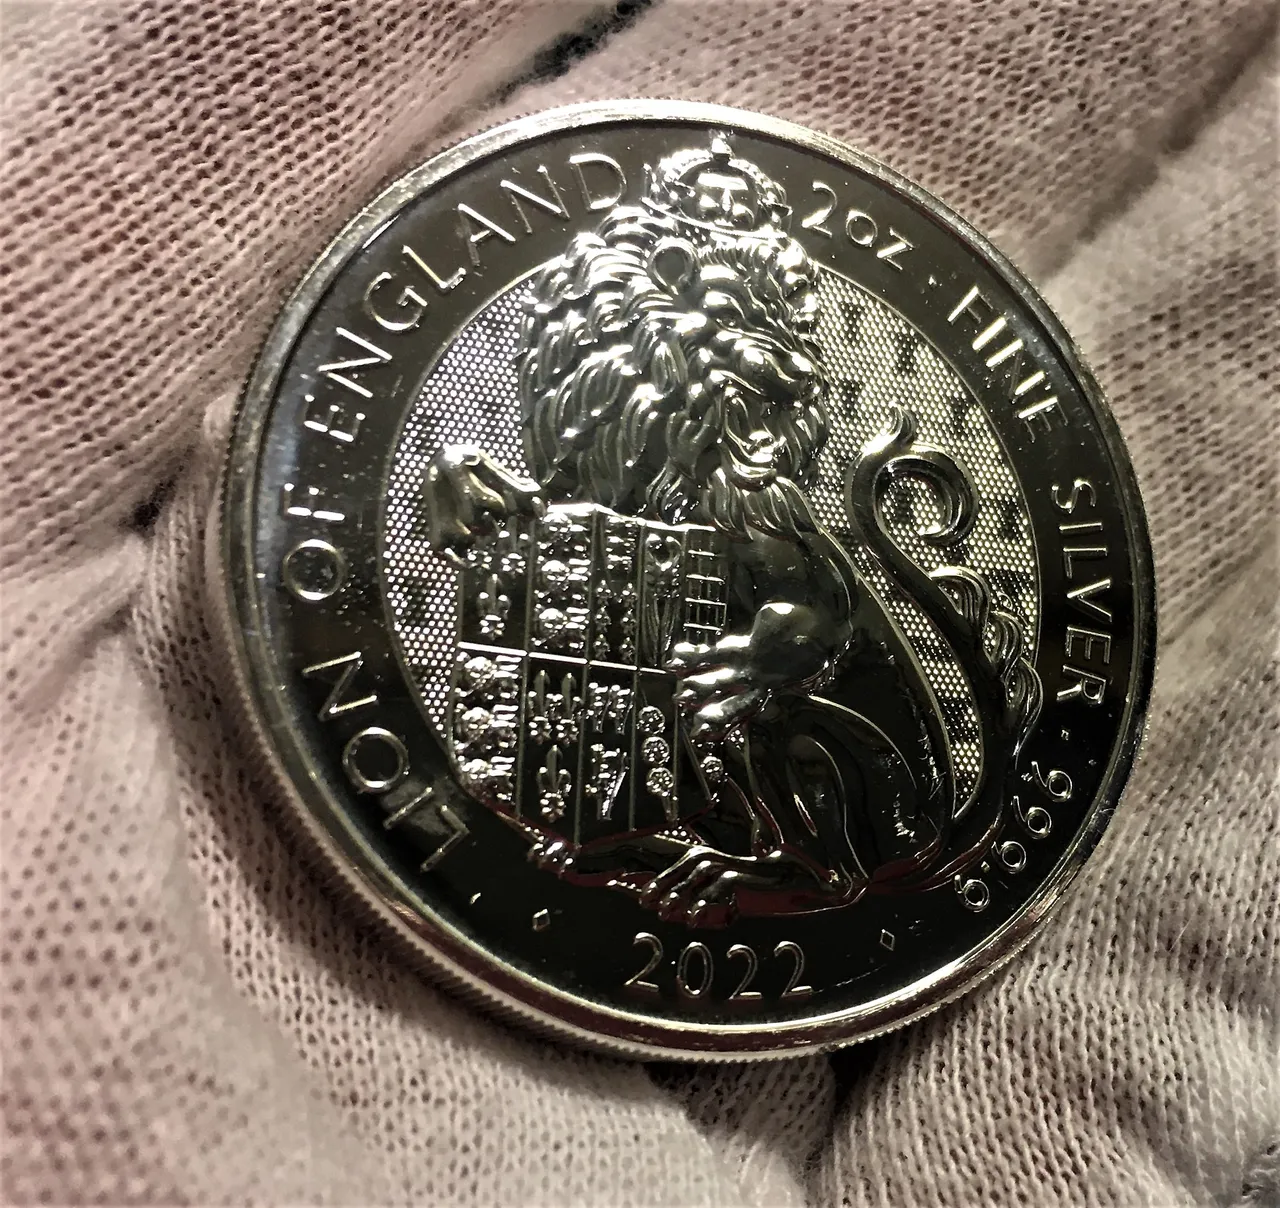 LION OF ENGLAND
2OZ · FINE SILVER · 999.9
2022